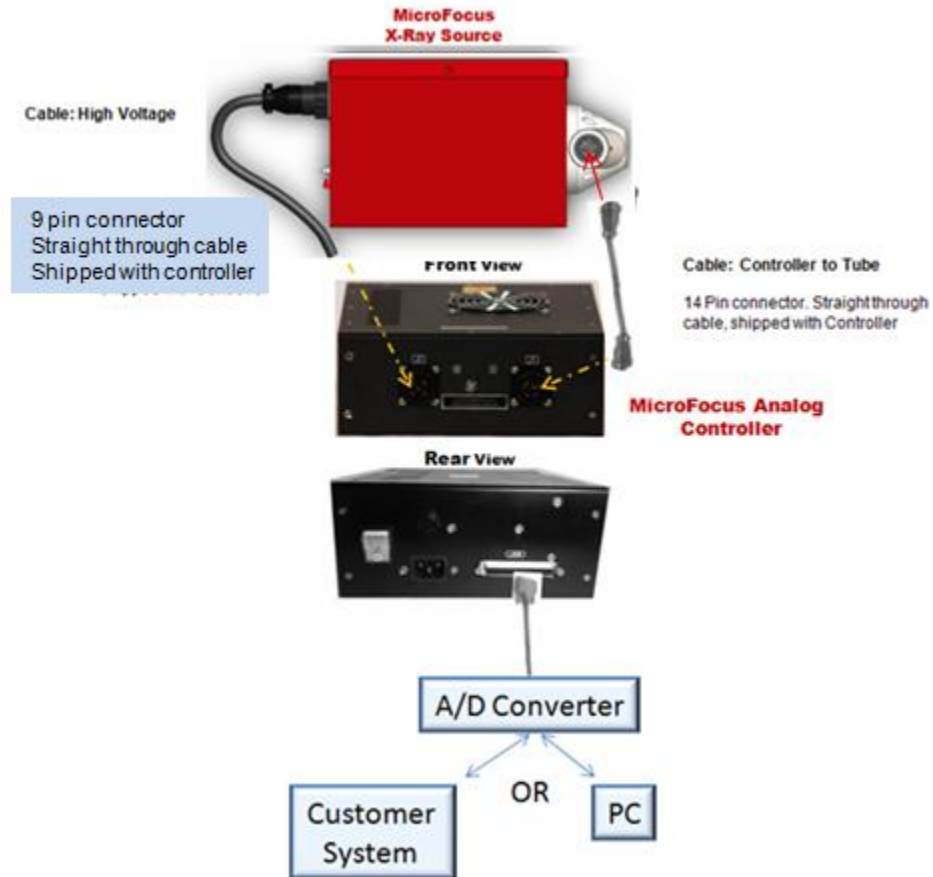 MicroFocus
X-Ray Source
Cable: High Voltage
9 pin connector
Straight through cable
Shipped with controller
Front View
Cable: Controller to Tube
14 Pin connector. Straight through
cable, shipped with Controller
MicroFocus Analog
Controller
Rear View
A/D Converter
OR
Customer
System
PC